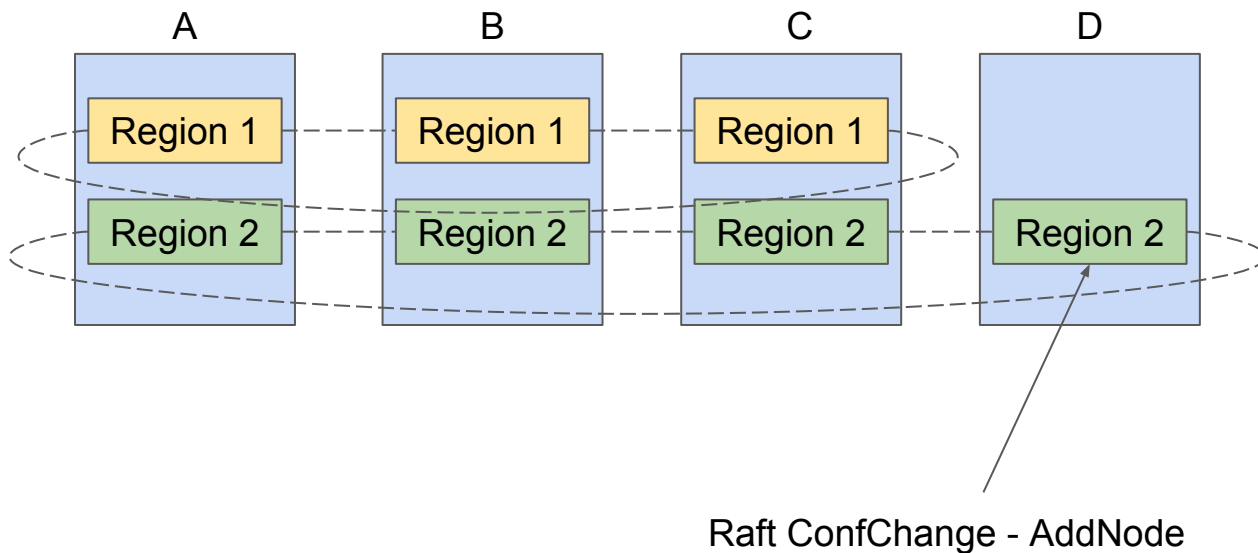 A B C D
Region 1 Region 1 Region 1
Region 2 Region 2 Region 2 Region 2
Raft ConfChange - AddNode